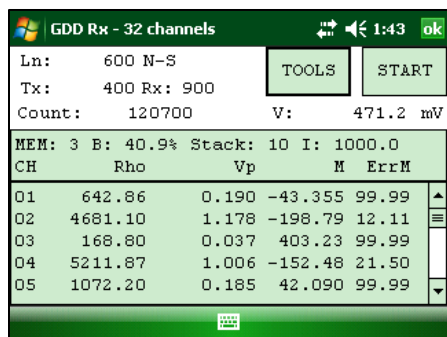 GDD Rx - 32 channels 1:43 ok
Ln: 600 N-S
TOOLS START
Tx: 400 Rx: 900
Count: 120700 V: 471.2 mV
MEM: 3 B: 40.9% Stack: 10 I: 1000.0
CH Rho Vp M ErrM
01 642.86 0.190 -43.355 99.99
02 4681.10 1.178 -198.79 12.11
03 168.80 0.037 403.23 99.99
04 5211.87 1.006 -152.48 21.50
05 1072.20 0.185 42.090 99.99